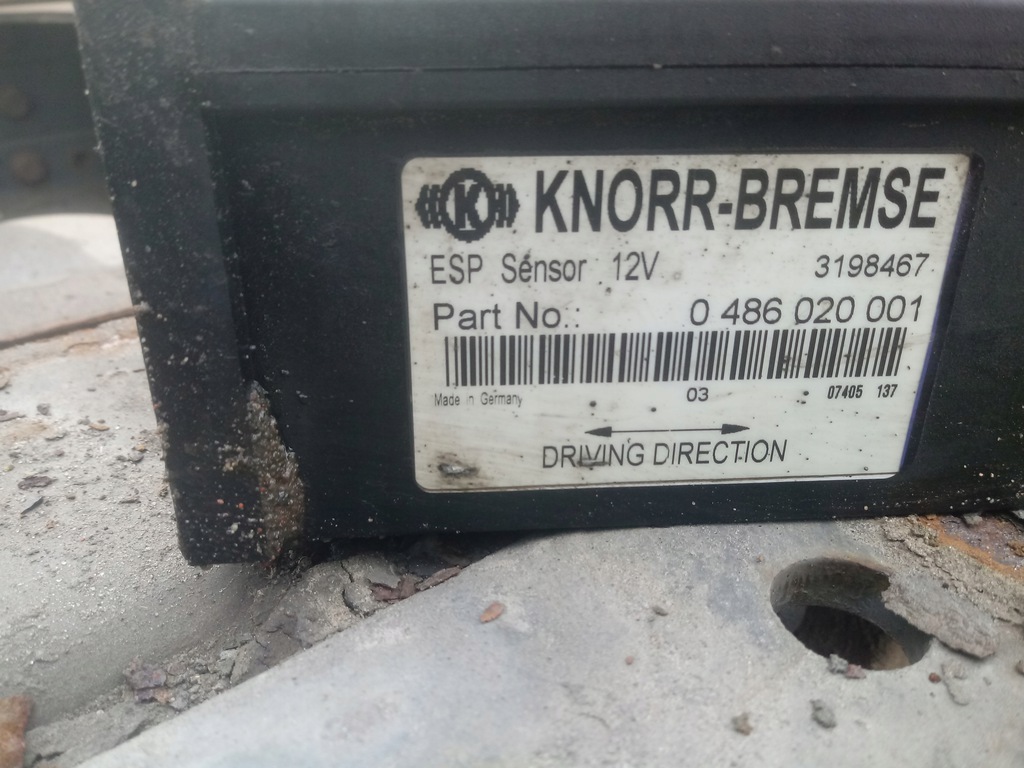 K KNORR-BREMSE
ESP Sensor 12V 3198467
Part No.: 0 486 020 001
Made in Germany 03 07405 137
DRIVING DIRECTION